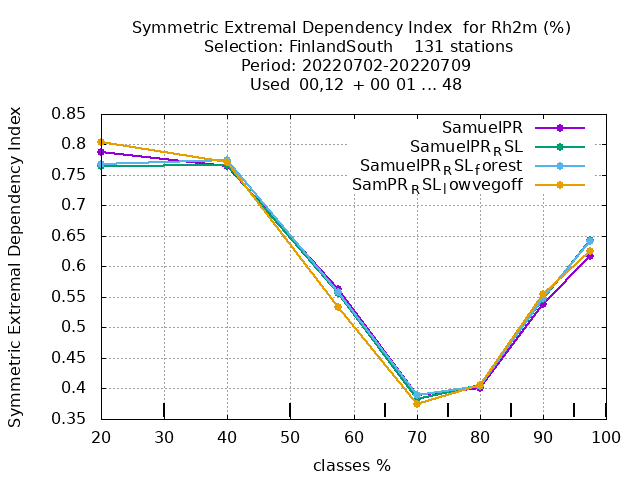 Symmetric Extremal Dependency Index  for Rh2m (%)
Selection: FinlandSouth    131 stations
Period: 20220702-20220709
Used  00,12  + 00 01 ... 48
Symmetric Extremal Dependency Index
0.85
0.8
0.75
0.7
0.65
0.6
0.55
0.5
0.45
0.4
0.35
SamuelPR
SamuelPR_RSL
SamuelPR_RSL_forest
SamPR_RSL_lowvegoff
20 30 40 50 60 70 80 90 100
classes %